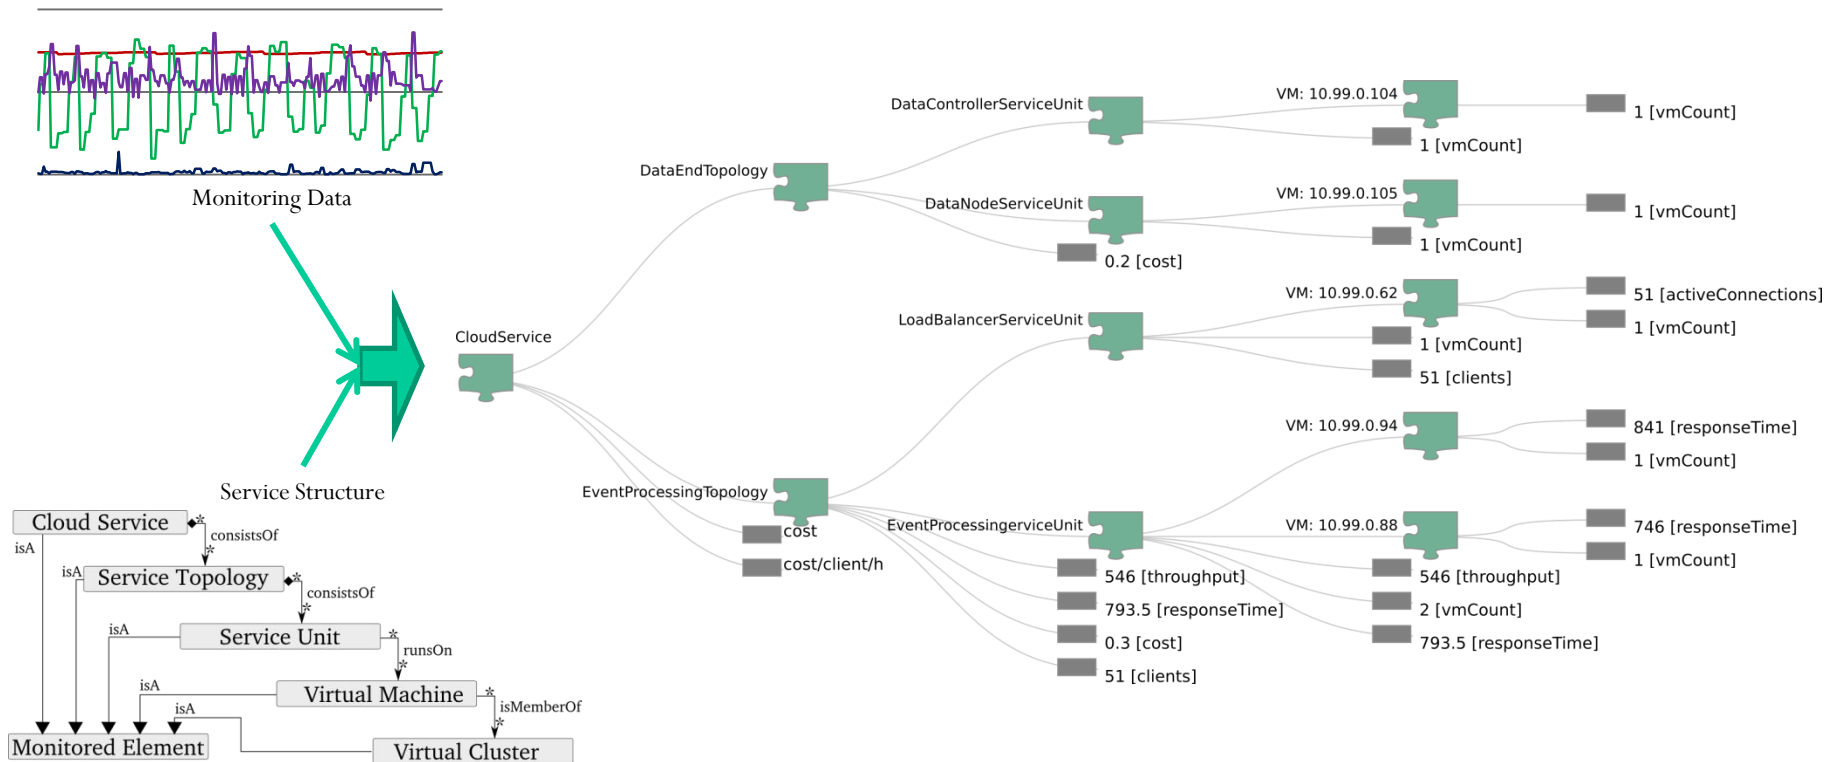 Monitoring Data
Service Structure
Cloud Service
*
consistsOf
*
isA
Service Topology
*
isA
consistsOf
*
Service Unit
*
isA
runsOn
*
Virtual Machine
*
isA
isMemberOf
*
isA
Monitored Element
Virtual Cluster
CloudService
DataEndTopology
DataControllerServiceUnit
VM: 10.99.0.104
1 [vmCount]
1 [vmCount]
DataNodeServiceUnit
VM: 10.99.0.105
1 [vmCount]
1 [vmCount]
0.2 [cost]
LoadBalancerServiceUnit
VM: 10.99.0.62
51 [activeConnections]
1 [vmCount]
1 [vmCount]
51 [clients]
EventProcessingTopology
cost
cost/client/h
EventProcessingerviceUnit
VM: 10.99.0.94
841 [responseTime]
1 [vmCount]
VM: 10.99.0.88
746 [responseTime]
1 [vmCount]
546 [throughput]
2 [vmCount]
793.5 [responseTime]
546 [throughput]
793.5 [responseTime]
0.3 [cost]
51 [clients]